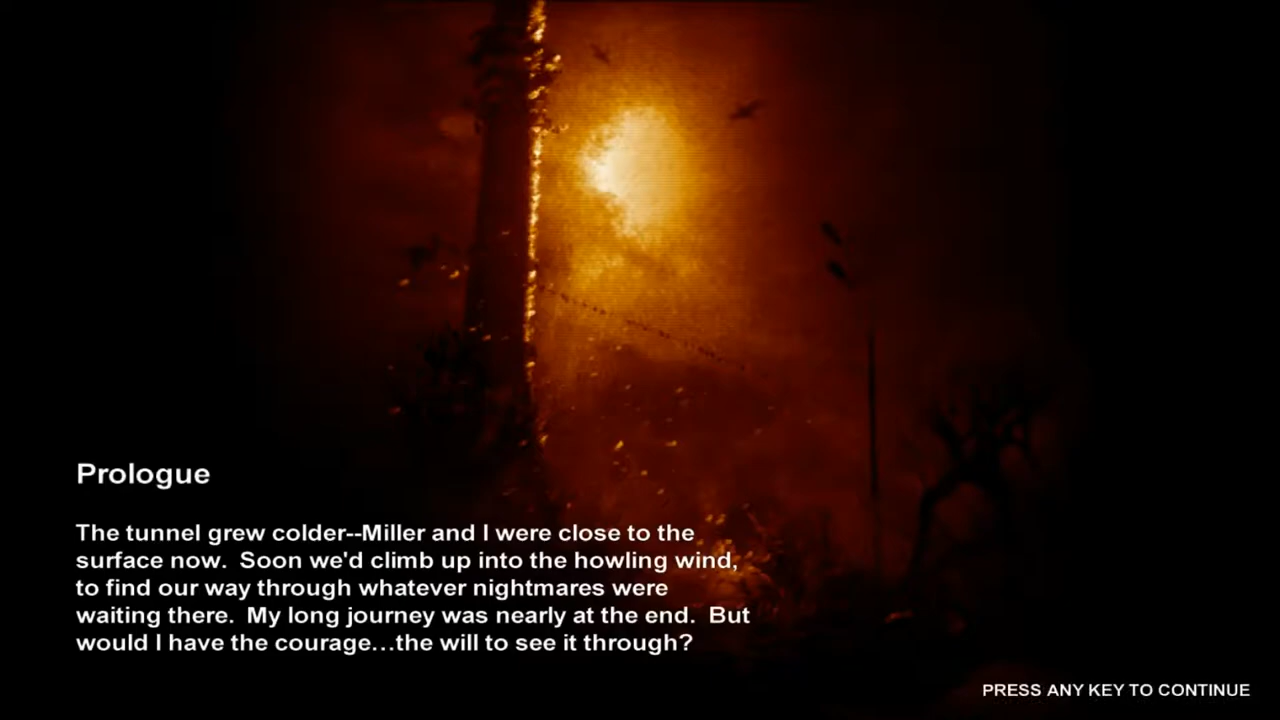 Prologue
The tunnel grew colder--Miller and I were close to the
surface now.  Soon we'd climb up into the howling wind,
to find our way through whatever nightmares were
waiting there.  My long journey was nearly at the end.  But
would I have the courage...the will to see it through?
PRESS ANY KEY TO CONTINUE